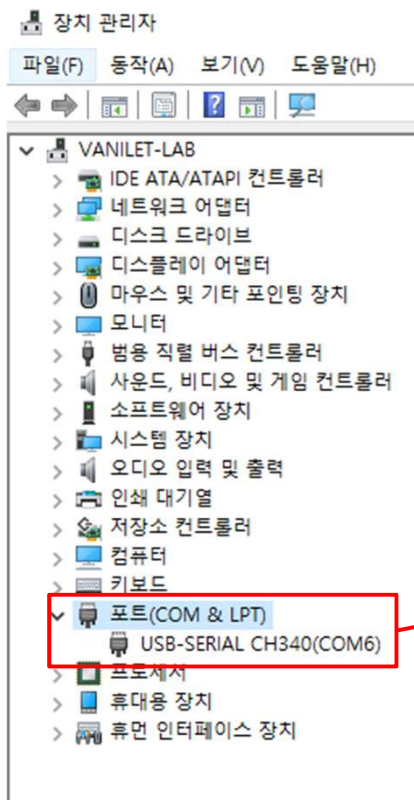 장치 관리자
파일(F) 동작(A) 보기(V) 도움말(H)
VANILET-LAB
IDE ATA/ATAPI 컨트롤러
네트워크 어댑터
디스크 드라이브
디스플레이 어댑터
마우스 및 기타 포인팅 장치
모니터
범용 직렬 버스 컨트롤러
사운드, 비디오 및 게임 컨트롤러
소프트웨어 장치
시스템 장치
오디오 입력 및 출력
인쇄 대기열
저장소 컨트롤러
컴퓨터
키보드
포트(COM & LPT)
USB-SERIAL CH340(COM6)
프로세서
휴대용 장치
휴먼 인터페이스 장치